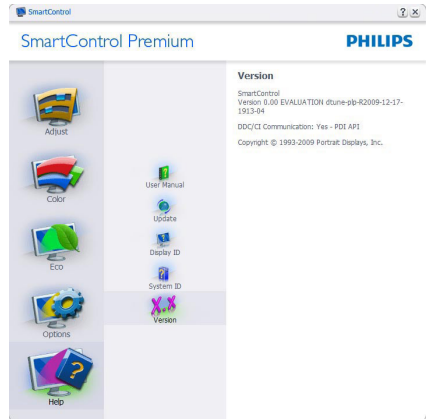 SmartControl
SmartControl Premium
PHILIPS
Adjust
Color
Eco
Options
Help
User Manual
Update
Display ID
System ID
X.X
Version
Version
SmartControl
Version 0.00 EVALUATION dtune-plp-R2009-12-17-
1913-04
DDC/CI Communication: Yes - PDI API
Copyright © 1993-2009 Portrait Displays, Inc.